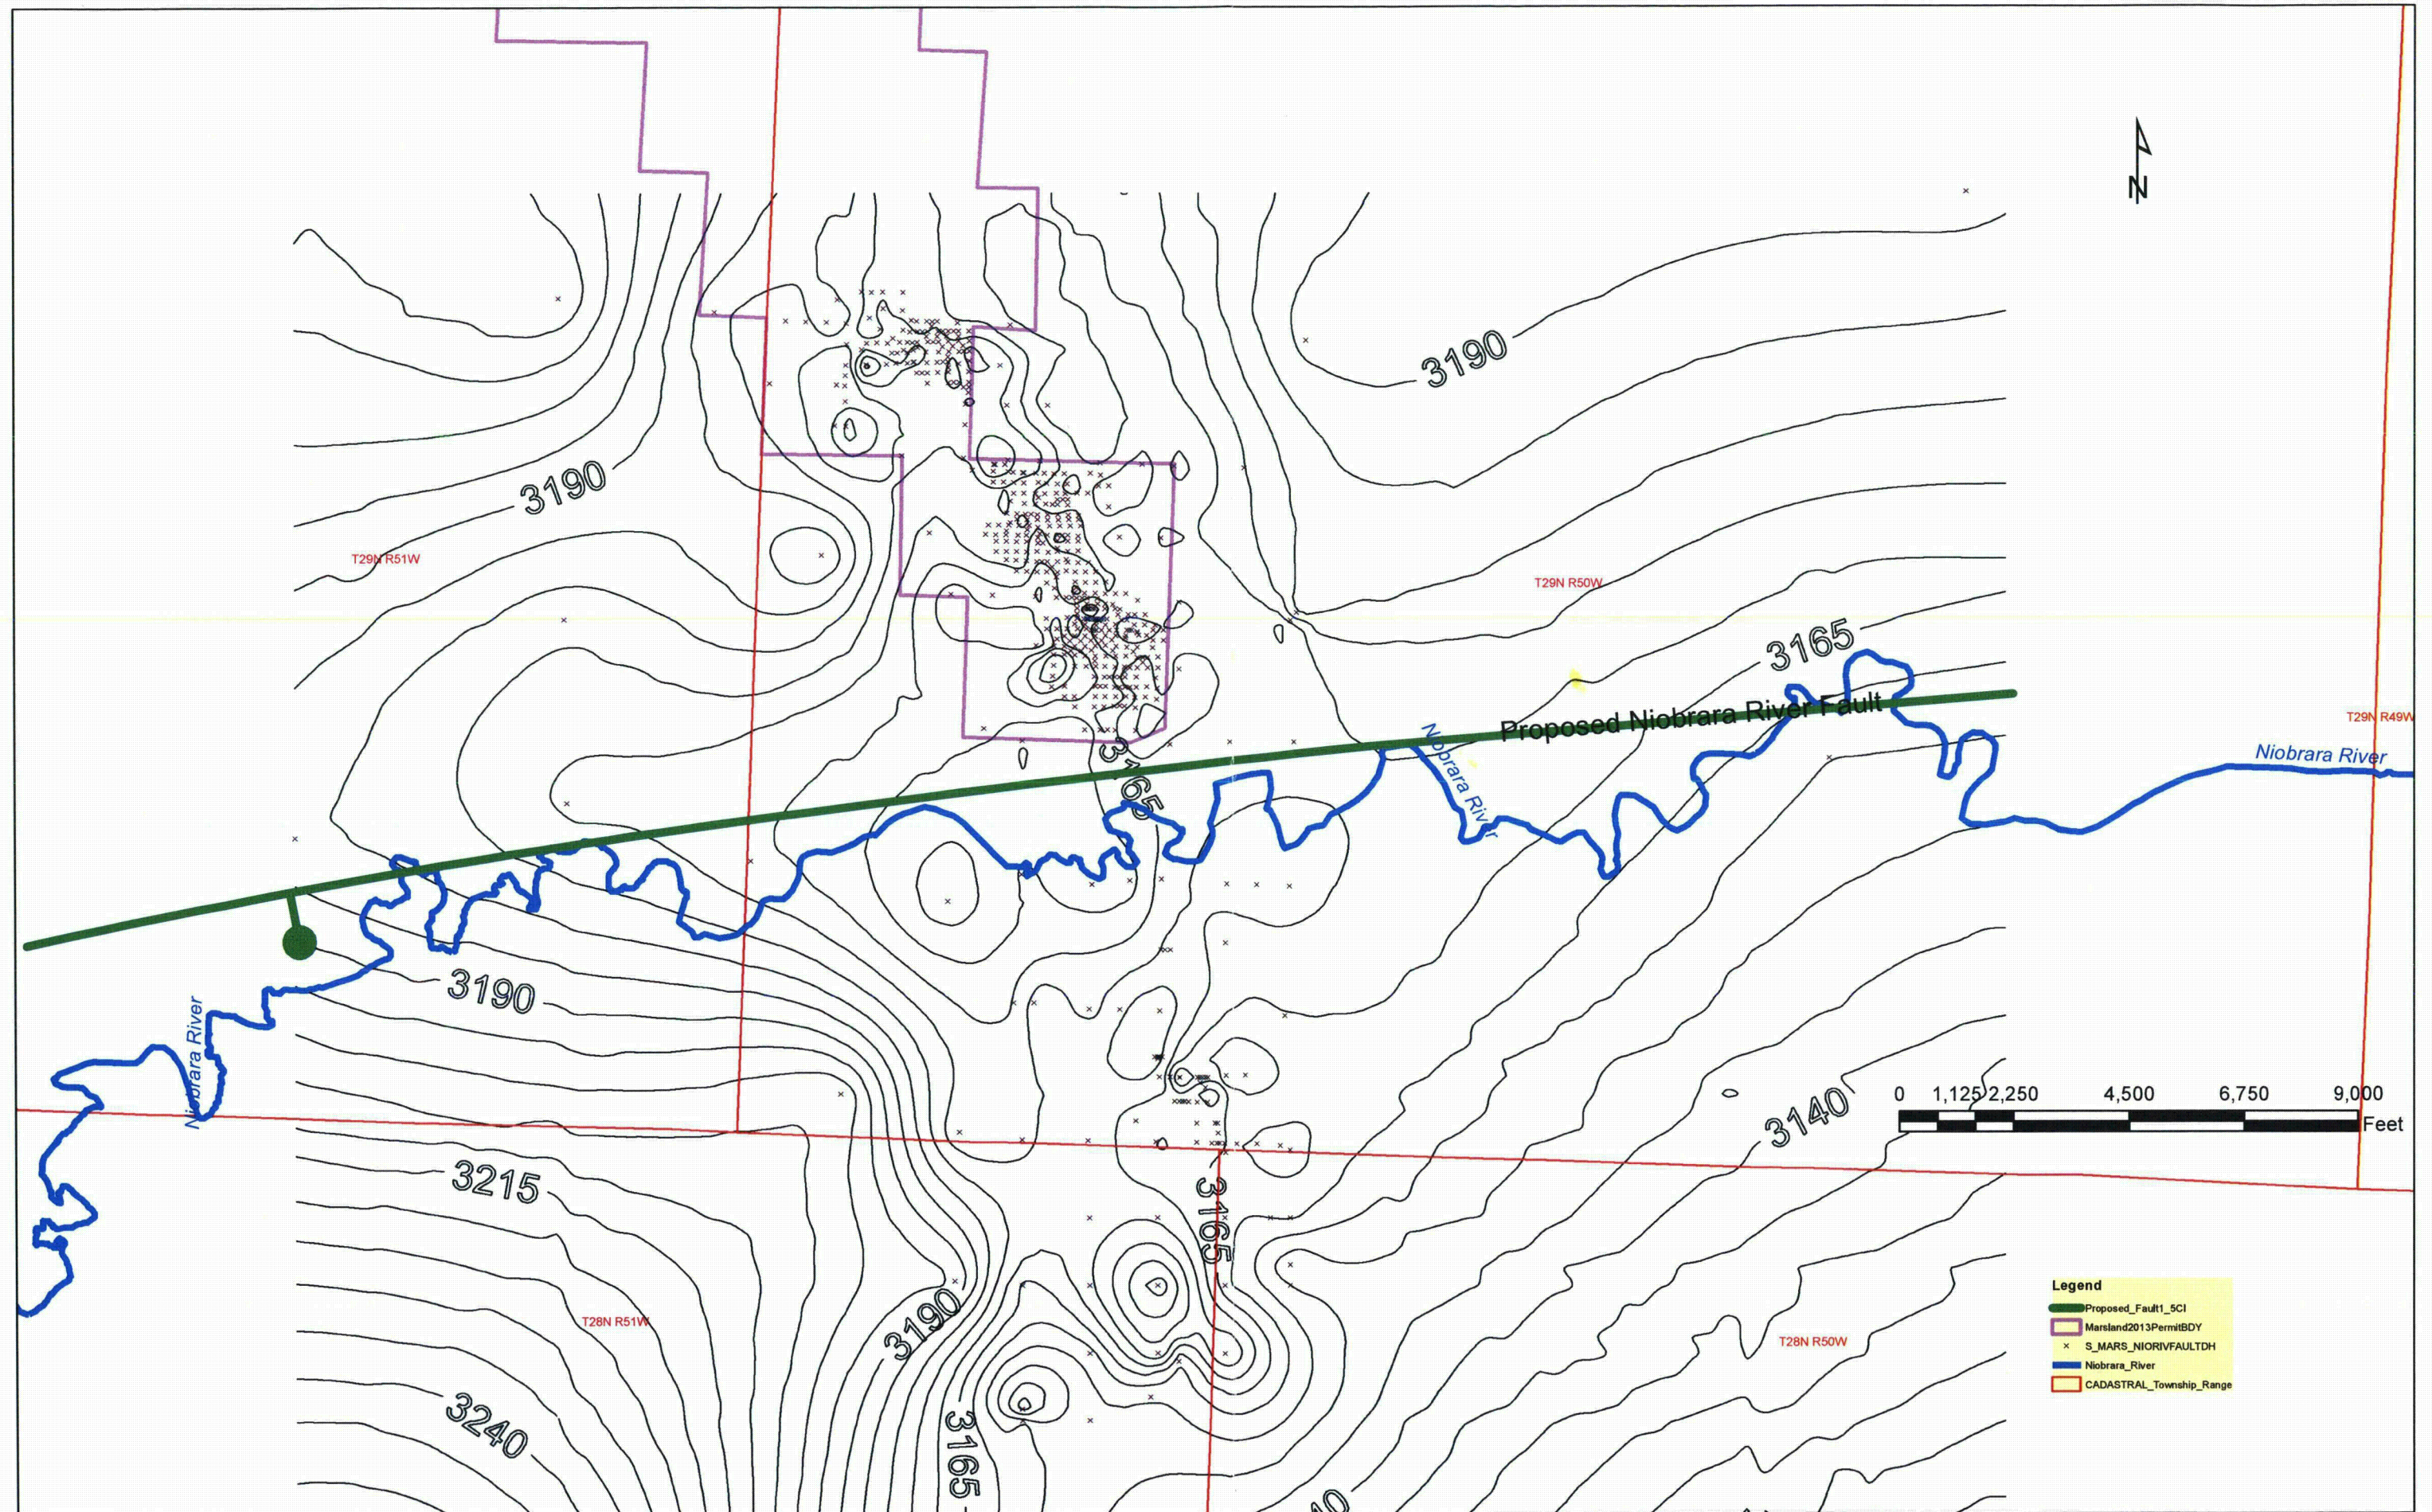 N
3190
3190
T29N R51W
T29N R50W
3165
Proposed Niobrara River Fault
T29N R49W
Niobrara River
Niobrara River
3165
3190
Niobrara River
0 1,125 2,250 4,500 6,750 9,000
Feet
3140
3215
3165
3190
T28N R51W
T28N R50W
3240
3165
Legend
Proposed_Fault1_5CI
Marsland2013PermitBDY
S_MARS_NIORIVFAULTDH
Niobrara_River
CADASTRAL_Township_Range